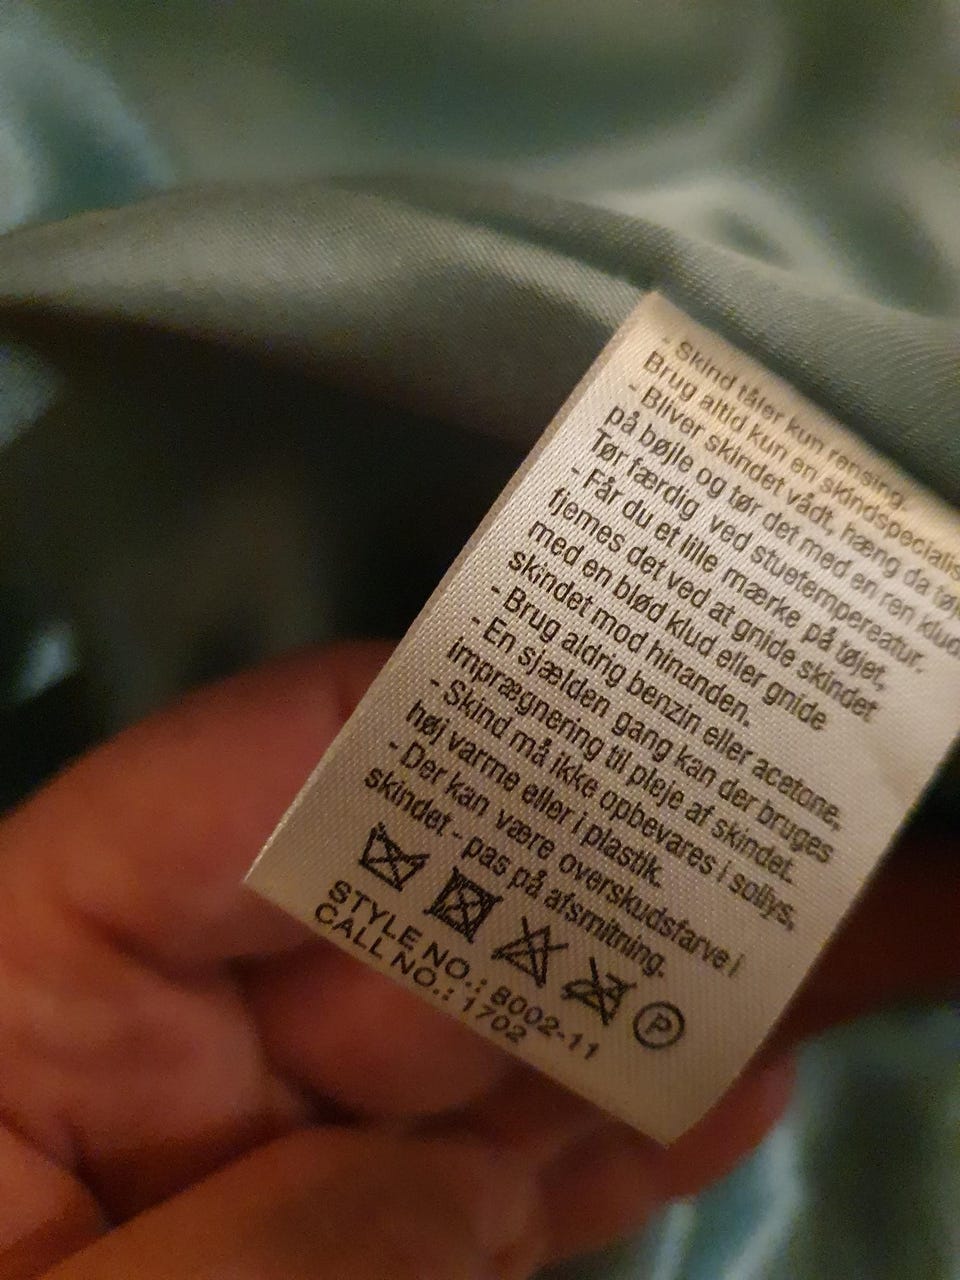 - Skind tåler kun rensing.
Brug altid kun en skindspecialis
- Bliver skindet vådt, hæng da tøj
på bøjle og tør det med en ren klud
Tør færdig ved stuetempereatur.
- Får du et lille mærke på tøjet,
fjernes det ved at gnide skindet
med en blød klud eller gnide
skindet mod hinanden.
- Brug aldrig benzin eller acetone,
- En sjælden gang kan der bruges
imprægnering til pleje af skindet.
- Skind må ikke opbevares i sollys,
høj varme eller i plastik.
- Der kan være overskudsfarve i
skindet - pas på afsmitning.
P
STYLE NO.: 8002-11
CALL NO.: 1702